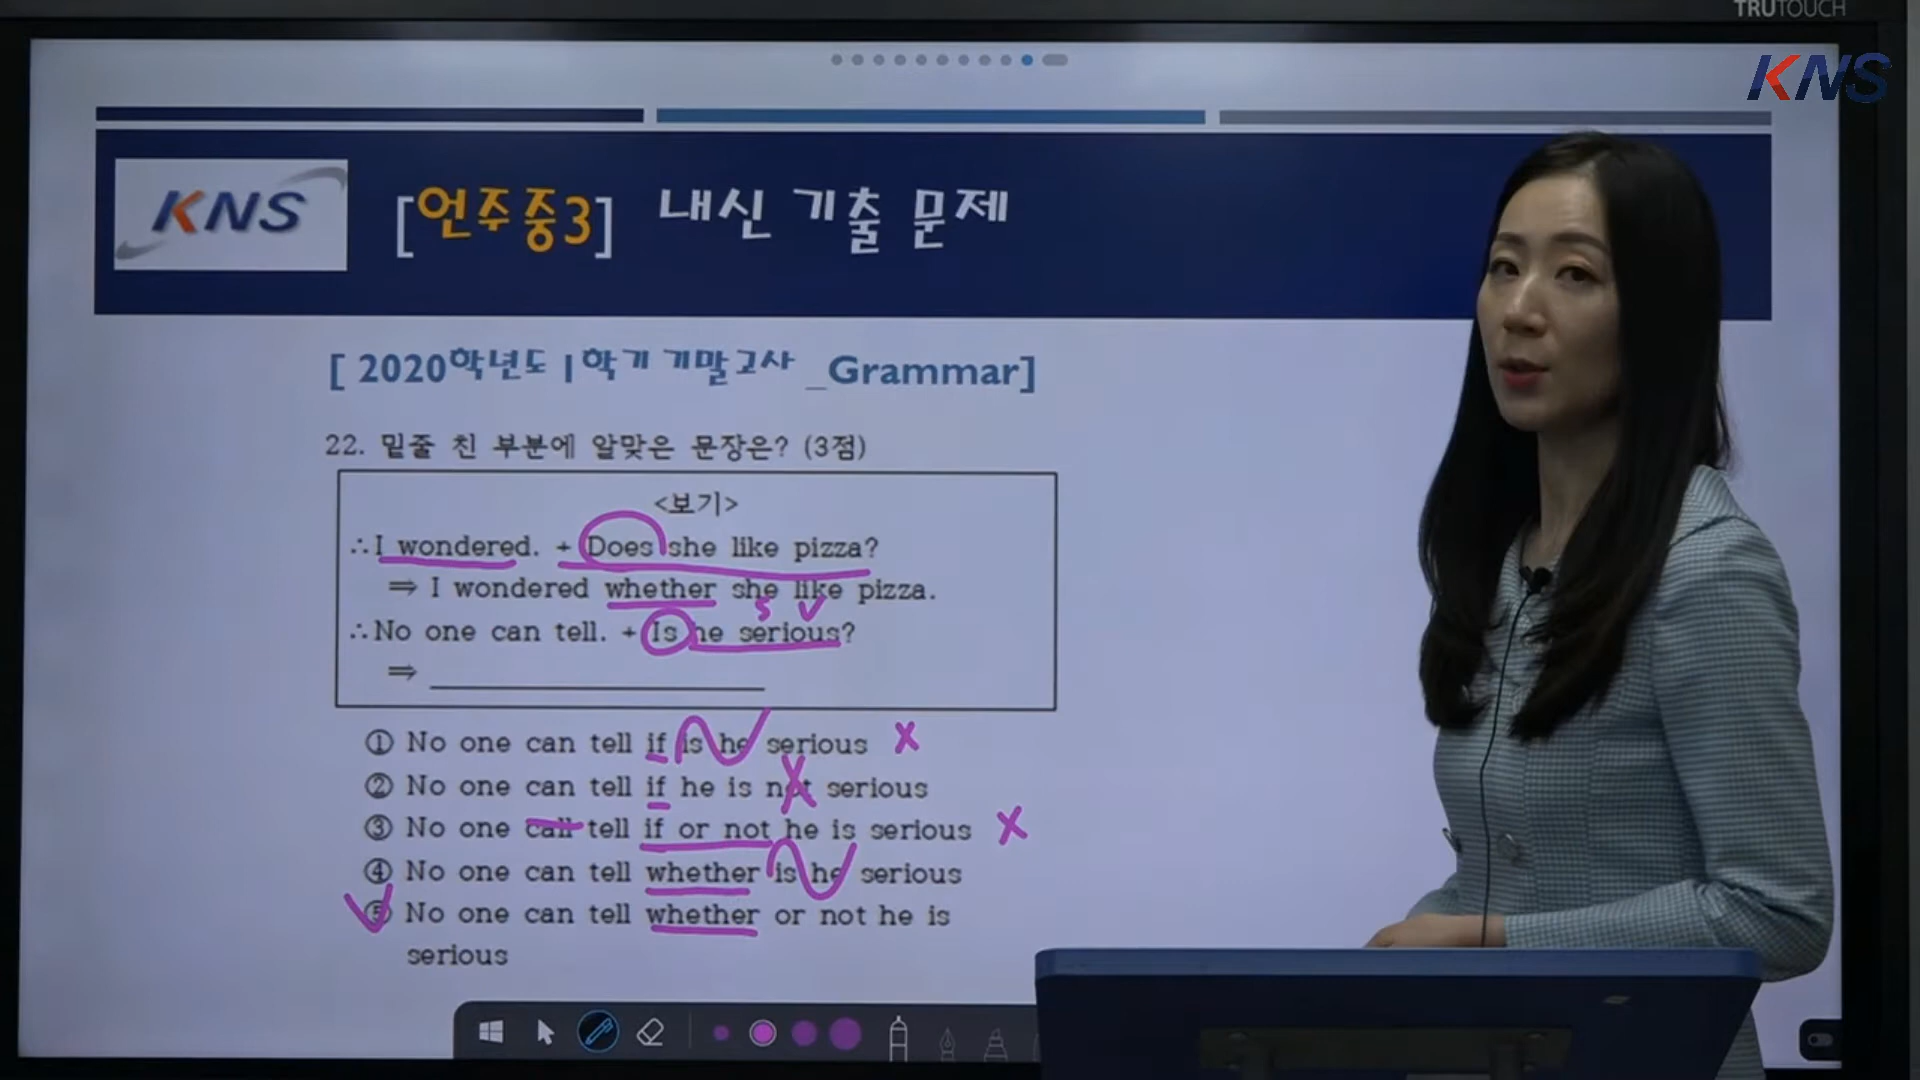 TRUTOUCH
KNS
KNS
[언주중3] 내신 기출 문제
[ 2020학년도 1학기 기말고사 _Grammar]
22. 밑줄 친 부분에 알맞은 문장은? (3점)
<보기>
∴I wondered. + Does she like pizza?
⇒ I wondered whether she like pizza.
S V
∴No one can tell. + Is he serious?
⇒
① No one can tell if is he serious X
② No one can tell if he is not serious
③ No one call tell if or not he is serious X
④ No one can tell whether is he serious
⑤ No one can tell whether or not he is
serious